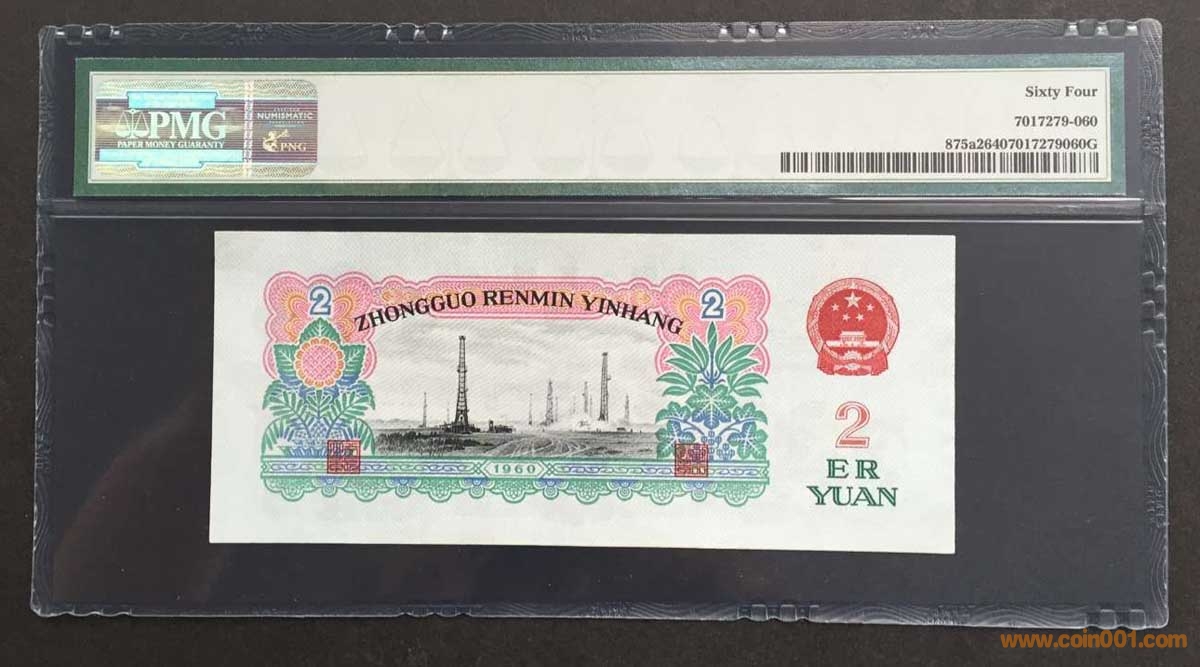 Sixty Four
7017279-060
875a26407017279060G
PMG
PAPER MONEY GUARANTY
NUMISMATIC
PNG
2
2
ZHONGGUO RENMIN YINHANG
1960
2
ER
YUAN
www.coin001.com